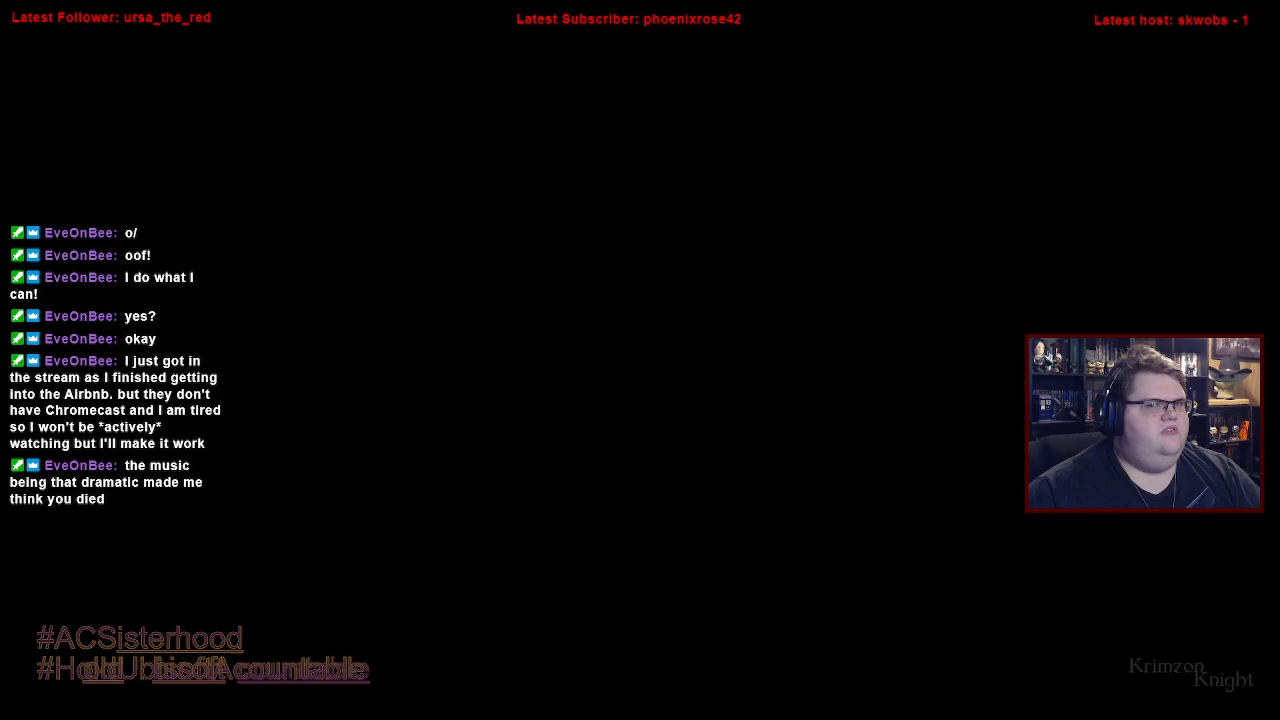 Latest Follower: ursa_the_red
Latest Subscriber: phoenixrose42
Latest host: skwobs - 1
EveOnBee: o/
EveOnBee: oof!
EveOnBee: I do what I
can!
EveOnBee: yes?
EveOnBee: okay
EveOnBee: I just got in
the stream as I finished getting
into the Airbnb. but they don't
have Chromecast and I am tired
so I won't be *actively*
watching but I'll make it work
EveOnBee: the music
being that dramatic made me
think you died
#ACSisterhood
Krimzon
Knight